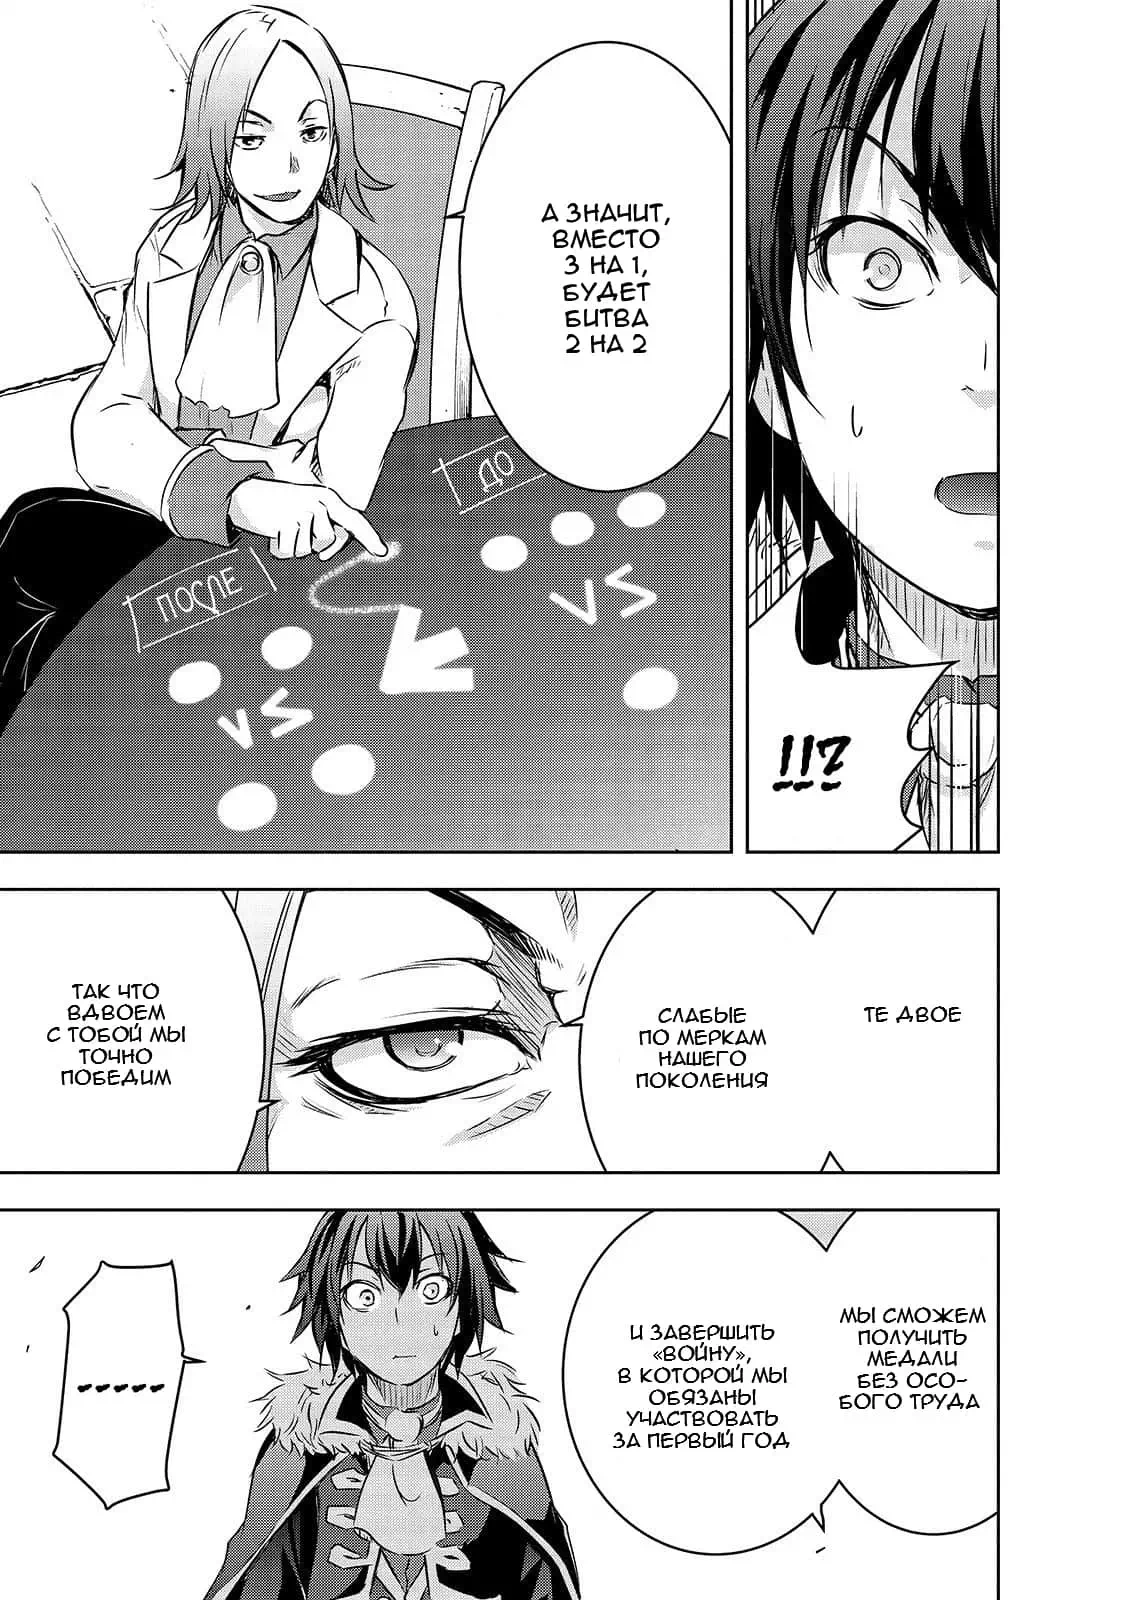 !!?
А ЗНАЧИТ,
ВМЕСТО
3 НА 1,
БУДЕТ
БИТВА
2 НА 2
ДО
VS
ПОСЛЕ
VS
ТЕ ДВОЕ
СЛАБЫЕ
ПО МЕРКАМ
НАШЕГО
ПОКОЛЕНИЯ
ТАК ЧТО
ВДВОЕМ
С ТОБОЙ МЫ
ТОЧНО
ПОБЕДИМ
МЫ СМОЖЕМ
ПОЛУЧИТЬ
МЕДАЛИ
БЕЗ ОСО-
БОГО ТРУДА
И ЗАВЕРШИТЬ
«ВОЙНУ»,
В КОТОРОЙ МЫ
ОБЯЗАНЫ
УЧАСТВОВАТЬ
ЗА ПЕРВЫЙ ГОД
-----